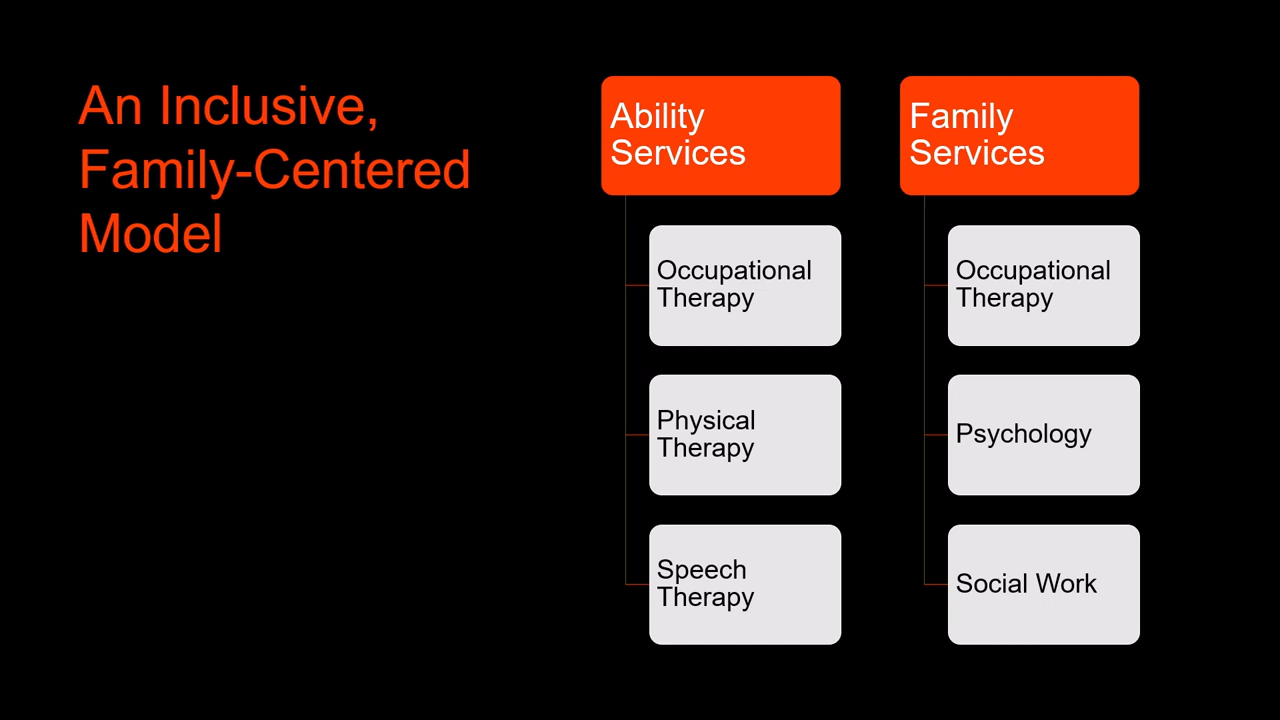 An Inclusive,
Family-Centered
Model
Ability
Services
Occupational
Therapy
Physical
Therapy
Speech
Therapy
Family
Services
Occupational
Therapy
Psychology
Social Work